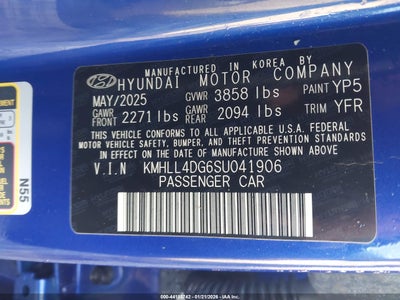 MANUFACTURED IN KOREA BY
HYUNDAI MOTOR COMPANY
MAY/2025 GVWR 3858 lbs PAINT YP5
GAWR FRONT 2271 lbs GAWR REAR 2094 lbs TRIM YFR
THIS VEHICLE CONFORMS TO ALL APPLICABLE U.S. FEDERAL
MOTOR VEHICLE SAFETY, BUMPER, AND THEFT PREVENTION STANDARDS
IN EFFECT ON THE DATE OF MANUFACTURE SHOWN ABOVE.
V.I.N KMHLL4DG6SU041906
PASSENGER CAR
N55